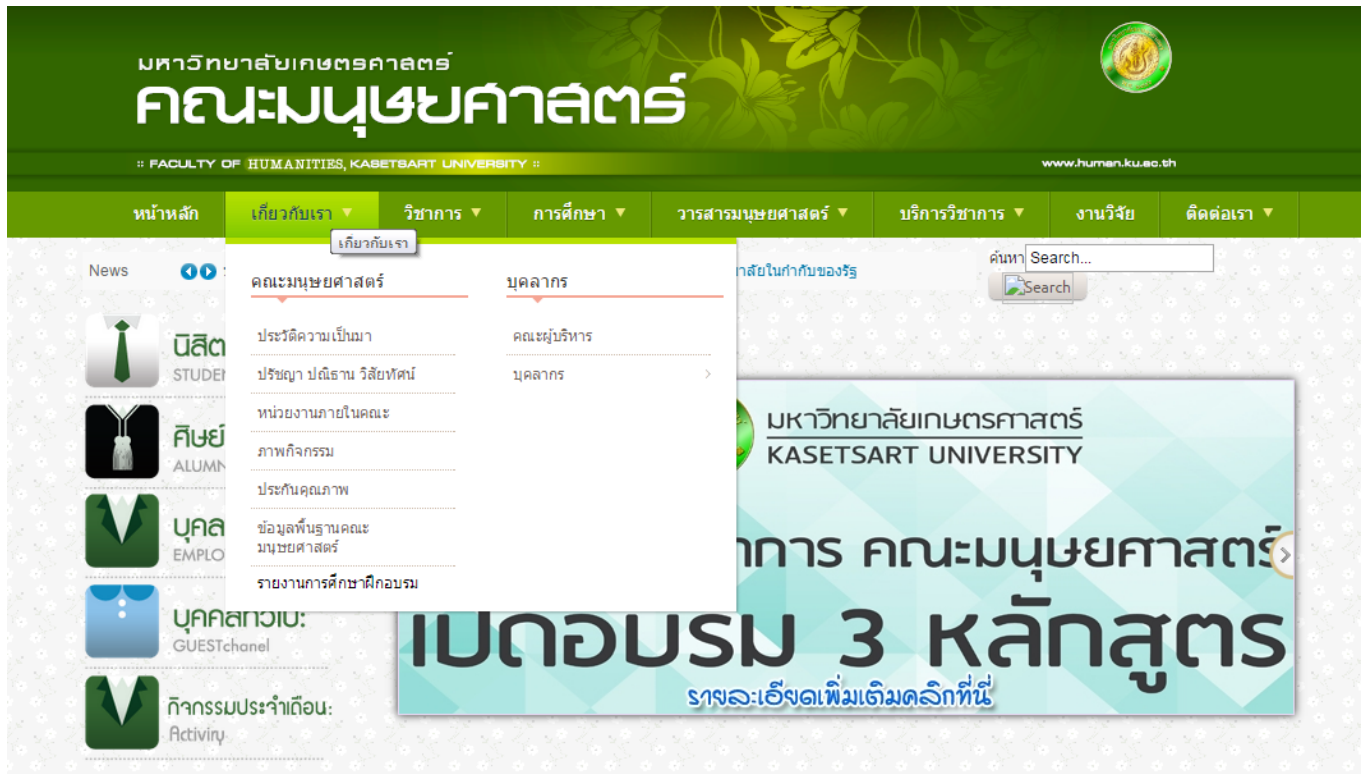 มหาวิทยาลัยเกษตรศาสตร์
คณะมนุษยศาสตร์
:: FACULTY OF HUMANITIES, KASETSART UNIVERSITY ::
www.human.ku.ac.th
หน้าหลัก เกี่ยวกับเรา วิชาการ การศึกษา วารสารมนุษยศาสตร์ บริการวิชาการ งานวิจัย ติดต่อเรา
เกี่ยวกับเรา
News
ในกำกับของรัฐ
ค้นหา Search...
Search
คณะมนุษยศาสตร์
ประวัติความเป็นมา
ปรัชญา ปณิธาน วิสัยทัศน์
หน่วยงานภายในคณะ
ภาพกิจกรรม
ประกันคุณภาพ
ข้อมูลพื้นฐานคณะ
มนุษยศาสตร์
รายงานการศึกษาฝึกอบรม
บุคลากร
คณะผู้บริหาร
บุคลากร
นิสิต
STUDE
ศิษย์
ALUMN
บุคล
EMPLO
บุคคลทั่วไป:
GUESTchanel
กิจกรรมประจำเดือน:
Activiry
มหาวิทยาลัยเกษตรศาสตร์
KASETSART UNIVERSITY
าการ คณะมนุษยศาสตร์
เปิดอบรม 3 หลักสูตร
รายละเอียดเพิ่มเติมคลิกที่นี่